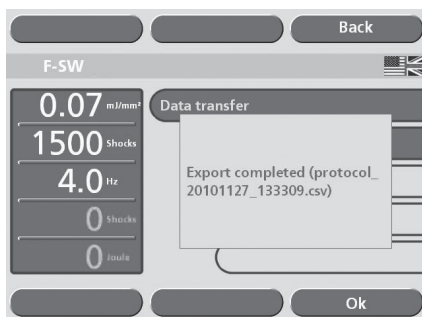 Back
F-SW
0.07 mJ/mm²
1500 Shocks
4.0 Hz
0 Shocks
0 Joule
Data transfer
Export completed (protocol_
20101127_133309.csv)
Ok